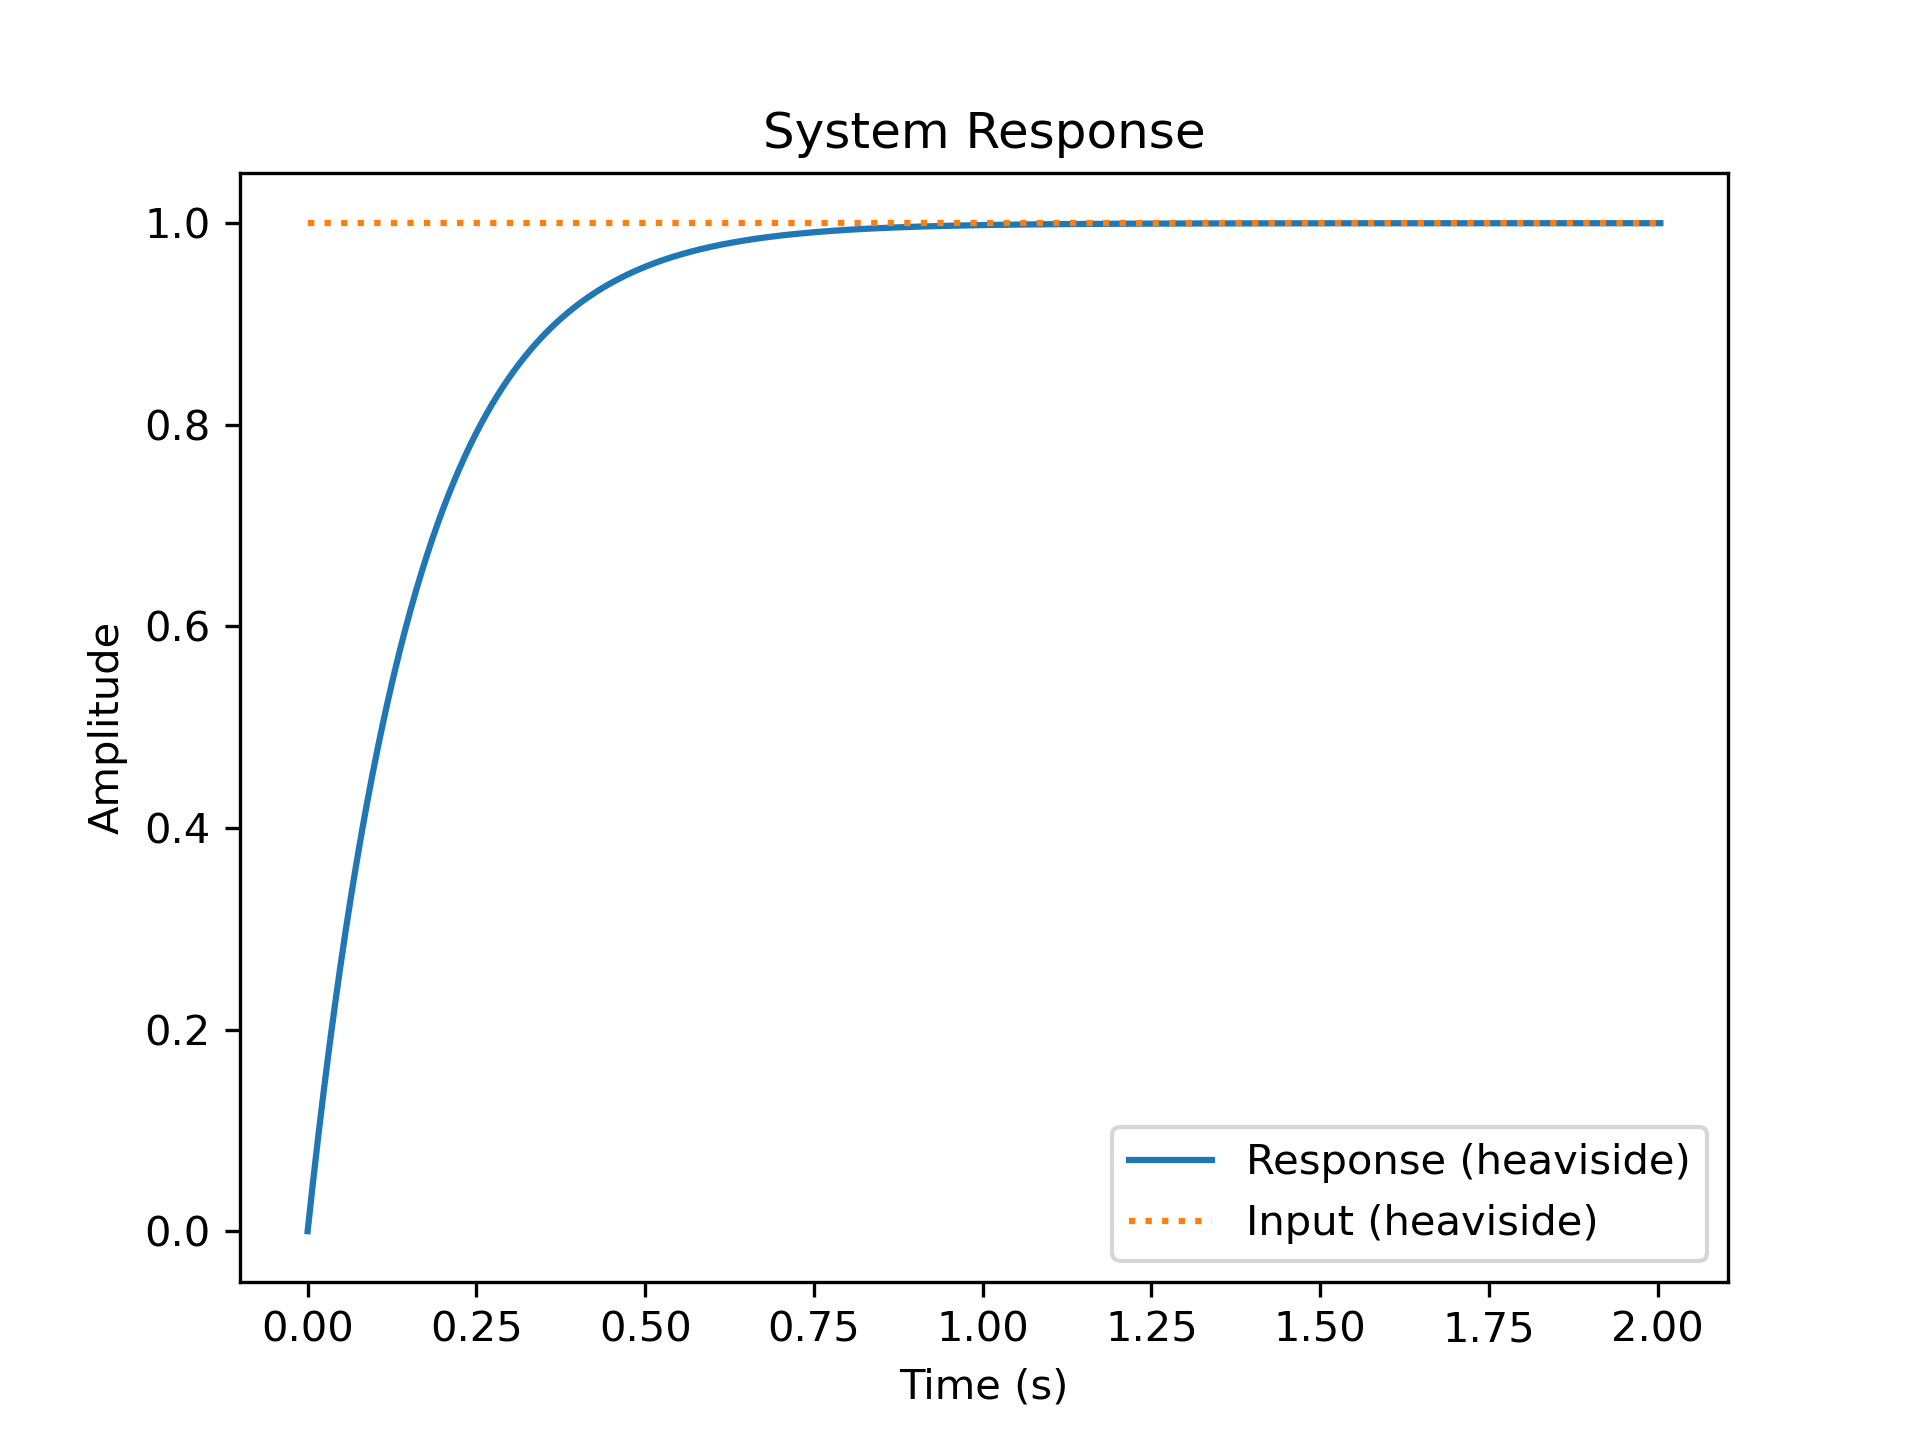 System Response
Amplitude
1.0
0.8
0.6
0.4
0.2
0.0
Response (heaviside)
Input (heaviside)
0.00 0.25 0.50 0.75 1.00 1.25 1.50 1.75 2.00
Time (s)